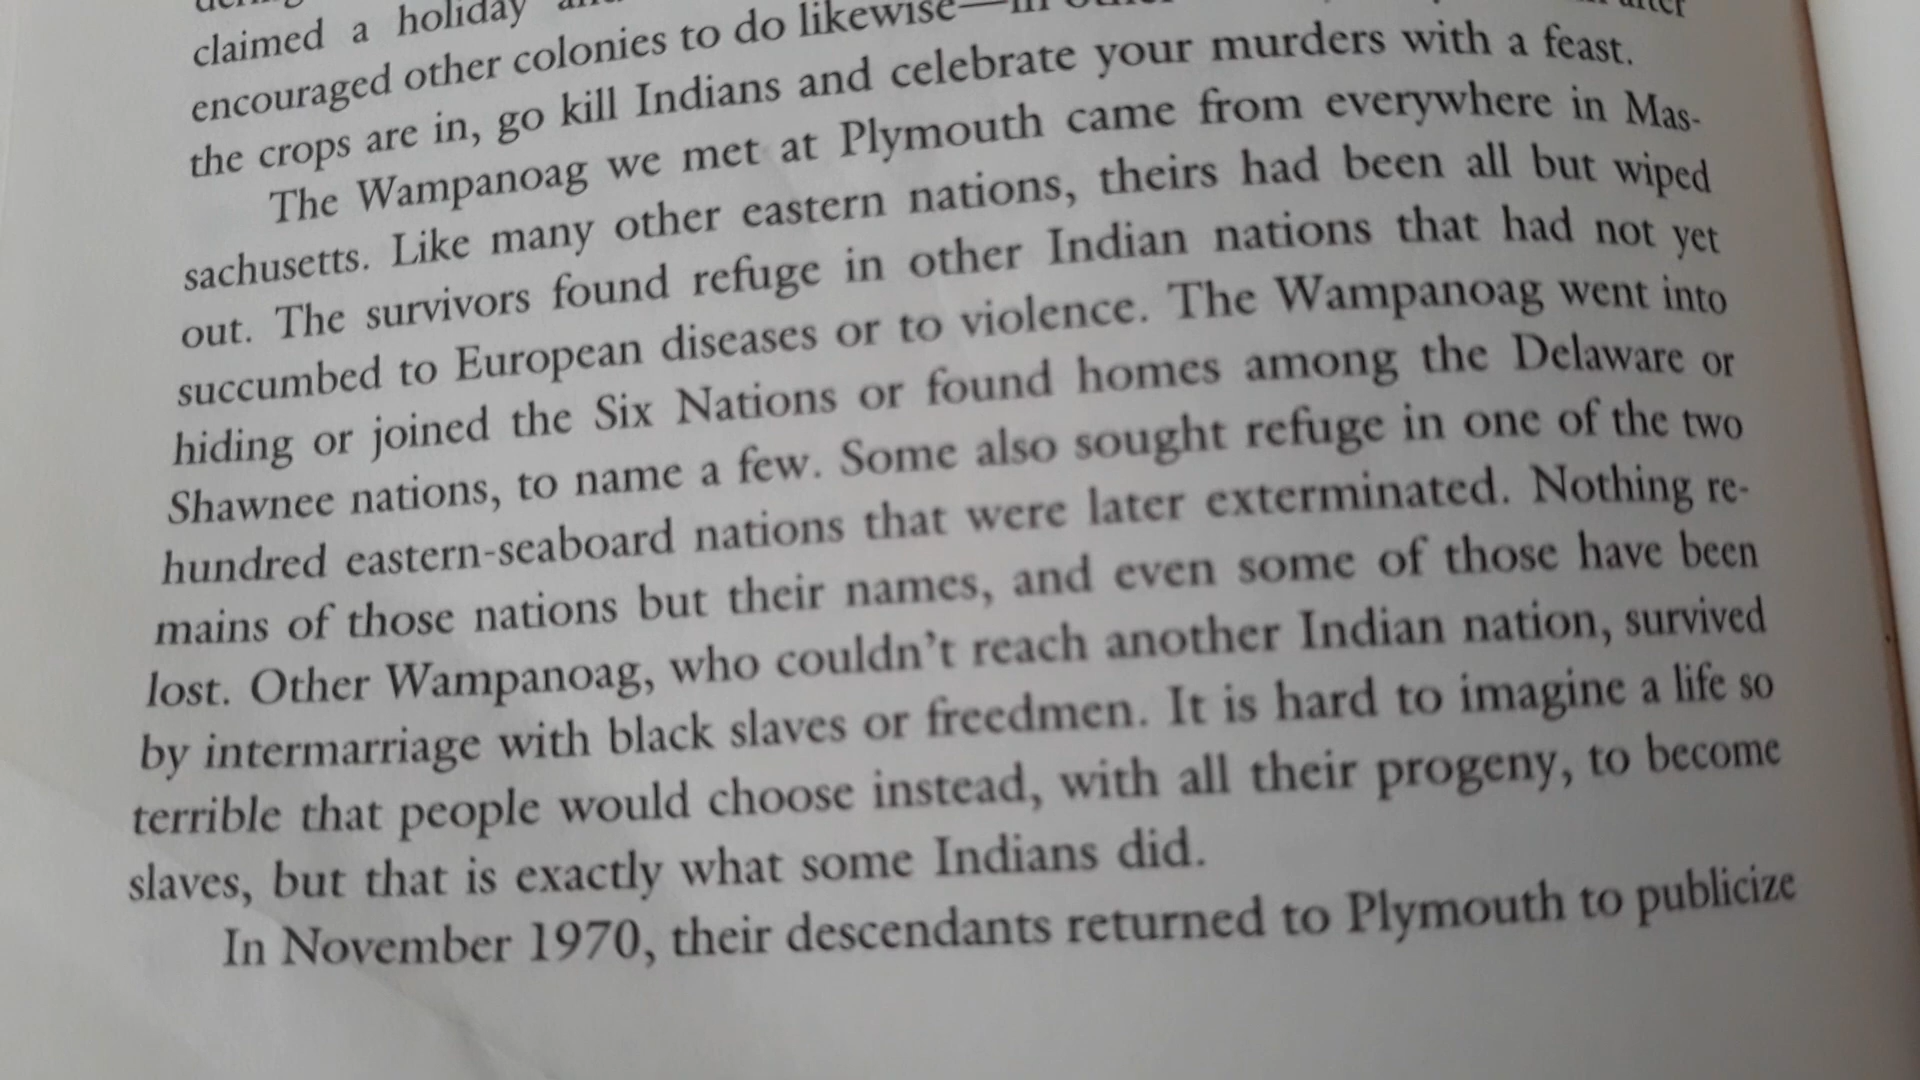 claimed a holiday
encouraged other colonies to do likewise—in
the crops are in, go kill Indians and celebrate your murders with a feast.
The Wampanoag we met at Plymouth came from everywhere in Mas-
sachusetts. Like many other eastern nations, theirs had been all but wiped
out. The survivors found refuge in other Indian nations that had not yet
succumbed to European diseases or to violence. The Wampanoag went into
hiding or joined the Six Nations or found homes among the Delaware or
Shawnee nations, to name a few. Some also sought refuge in one of the two
hundred eastern-seaboard nations that were later exterminated. Nothing re-
mains of those nations but their names, and even some of those have been
lost. Other Wampanoag, who couldn't reach another Indian nation, survived
by intermarriage with black slaves or freedmen. It is hard to imagine a life so
terrible that people would choose instead, with all their progeny, to become
slaves, but that is exactly what some Indians did.
In November 1970, their descendants returned to Plymouth to publicize